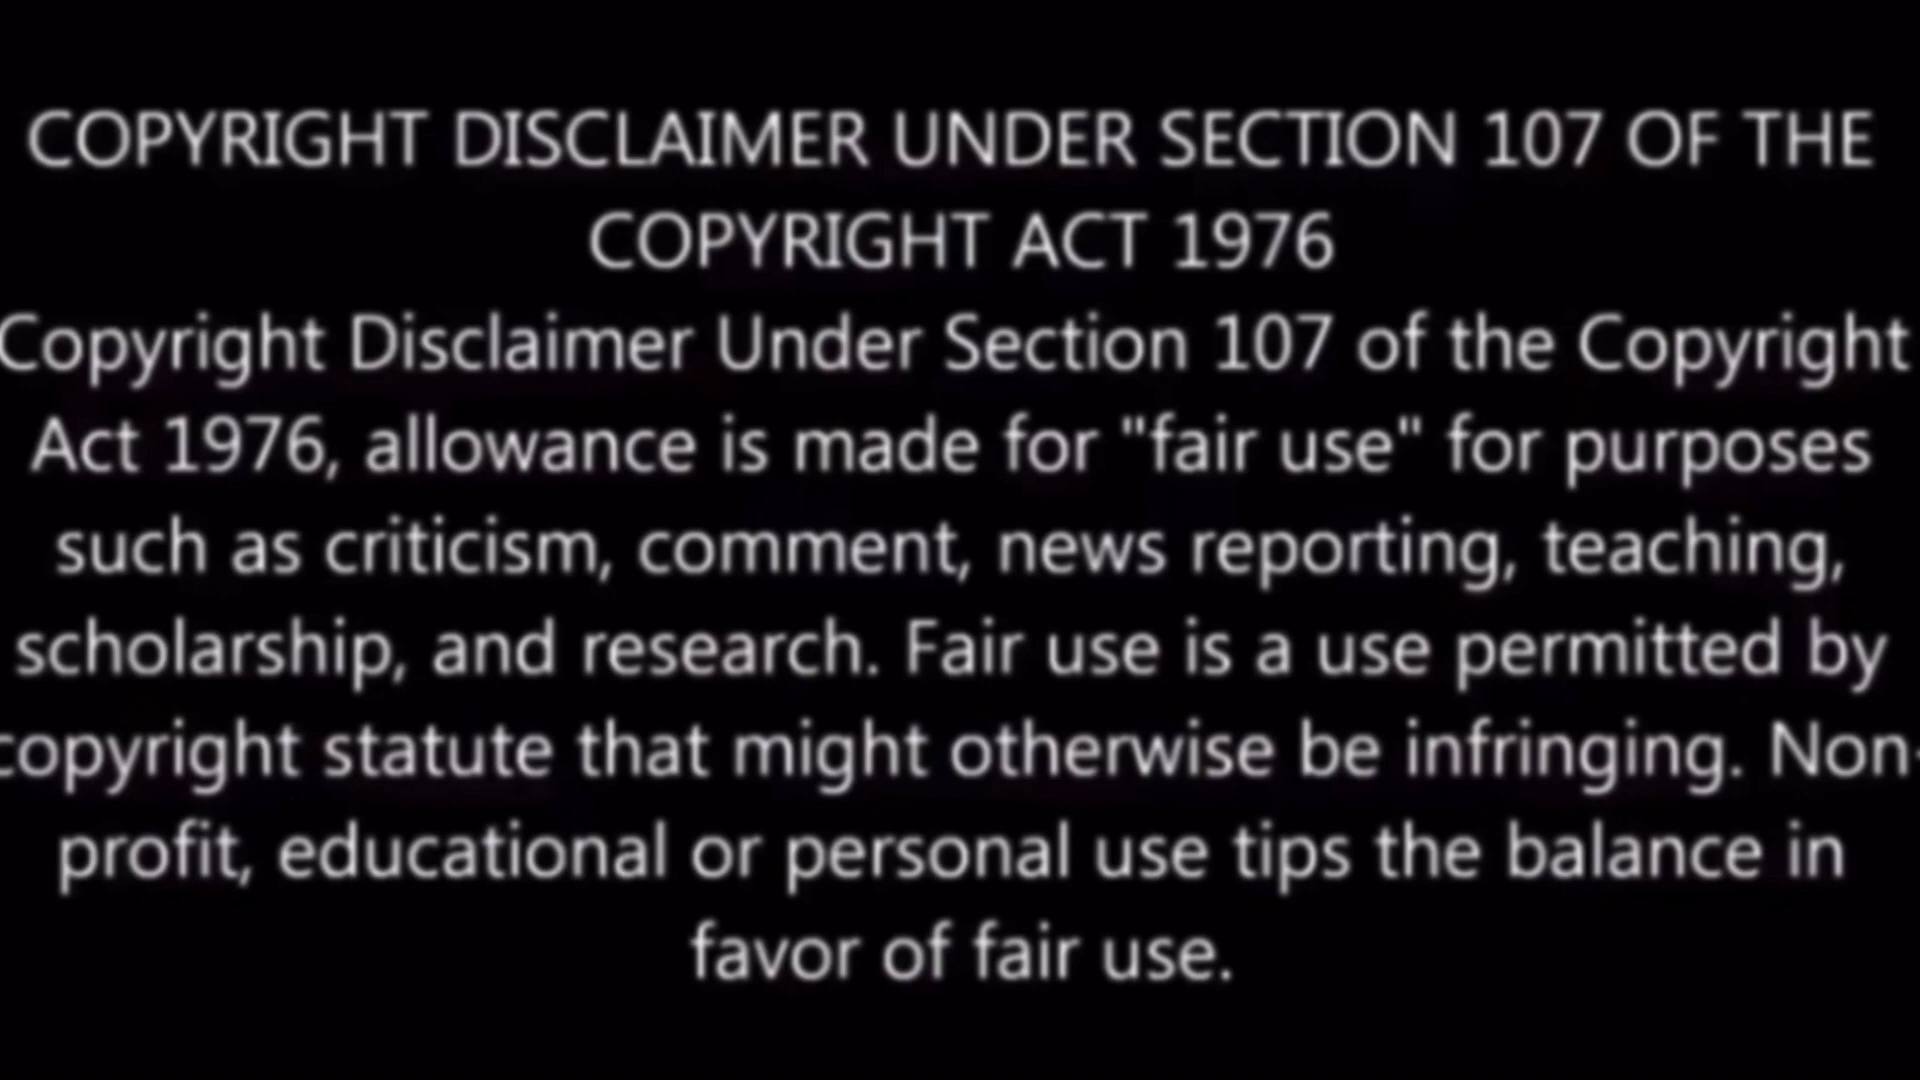 COPYRIGHT DISCLAIMER UNDER SECTION 107 OF THE
COPYRIGHT ACT 1976
Copyright Disclaimer Under Section 107 of the Copyright
Act 1976, allowance is made for "fair use" for purposes
such as criticism, comment, news reporting, teaching,
scholarship, and research. Fair use is a use permitted by
copyright statute that might otherwise be infringing. Non-
profit, educational or personal use tips the balance in
favor of fair use.